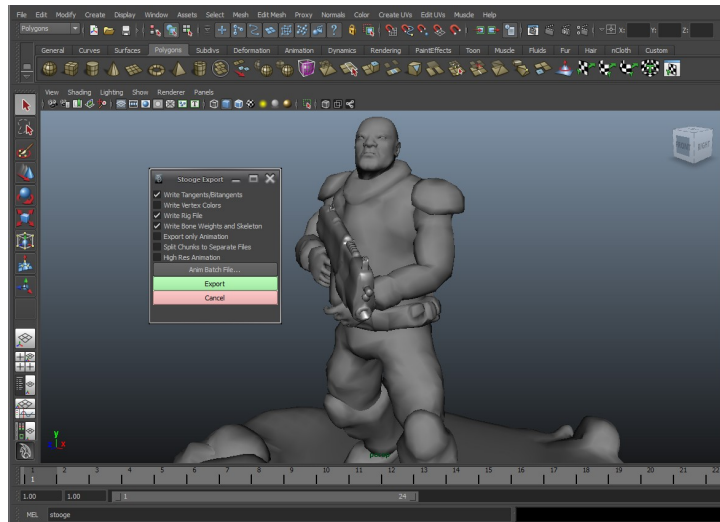 File Edit Modify Create Display Window Assets Select Mesh Edit Mesh Proxy Normals Color Create UVs Edit UVs Muscle Help
Polygons X: Y: Z:
General Curves Surfaces Polygons Subdivs Deformation Animation Dynamics Rendering PaintEffects Toon Muscle Fluids Fur Hair nCloth Custom
View Shading Lighting Show Renderer Panels
FRONT RIGHT
Stooge Export
Write Tangents/Bitangents
Write Vertex Colors
Write Rig File
Write Bone Weights and Skeleton
Export only Animation
Split Chunks to Separate Files
High Res Animation
Anim Batch File...
Export
Cancel
y
x
persp
1 2 3 4 5 6 7 8 9 10 11 12 13 14 15 16 17 18 19 20 21 22
1
1.00 1.00 1 24
MEL stooge